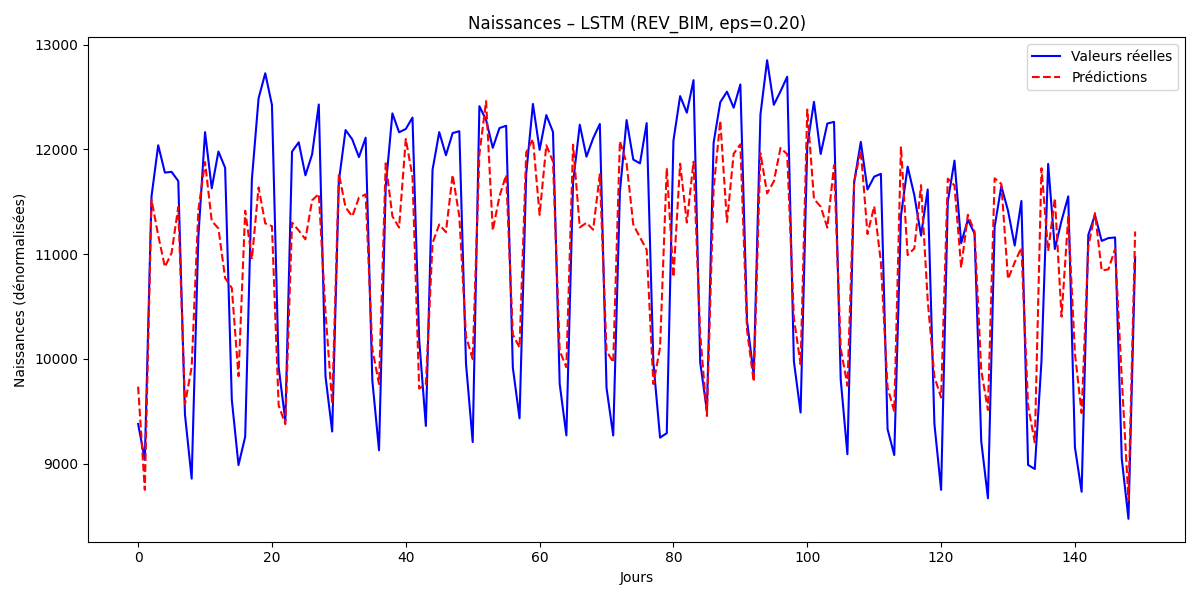 Naissances – LSTM (REV_BIM, eps=0.20)
Valeurs réelles
Prédictions
Naissances (dénormalisées)
13000
12000
11000
10000
9000
0 20 40 60 80 100 120 140
Jours